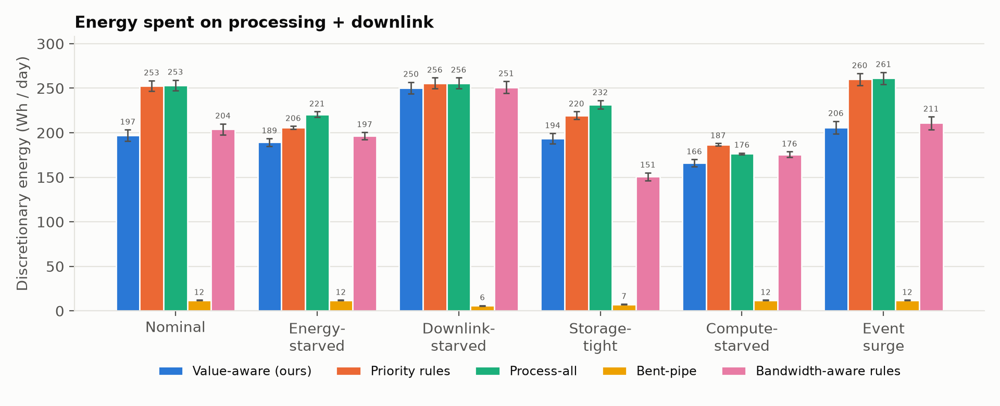 Energy spent on processing + downlink
Discretionary energy (Wh / day)
300
250
200
150
100
50
0
197
253
253
12
204
189
206
221
12
197
250
256
256
6
251
194
220
232
7
151
166
187
176
12
176
206
260
261
12
211
Nominal
Energy-
starved
Downlink-
starved
Storage-
tight
Compute-
starved
Event
surge
Value-aware (ours)
Priority rules
Process-all
Bent-pipe
Bandwidth-aware rules